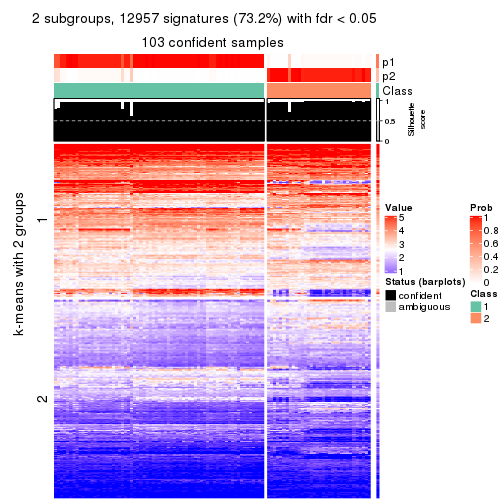 2 subgroups, 12957 signatures (73.2%) with fdr < 0.05
103 confident samples
p1
p2
Class
1
0.5
0
Silhouette
score
k-means with 2 groups
1
2
Value
5
4
3
2
1
Prob
1
0.8
0.6
0.4
0.2
0
Status (barplots)
confident
ambiguous
Class
1
2